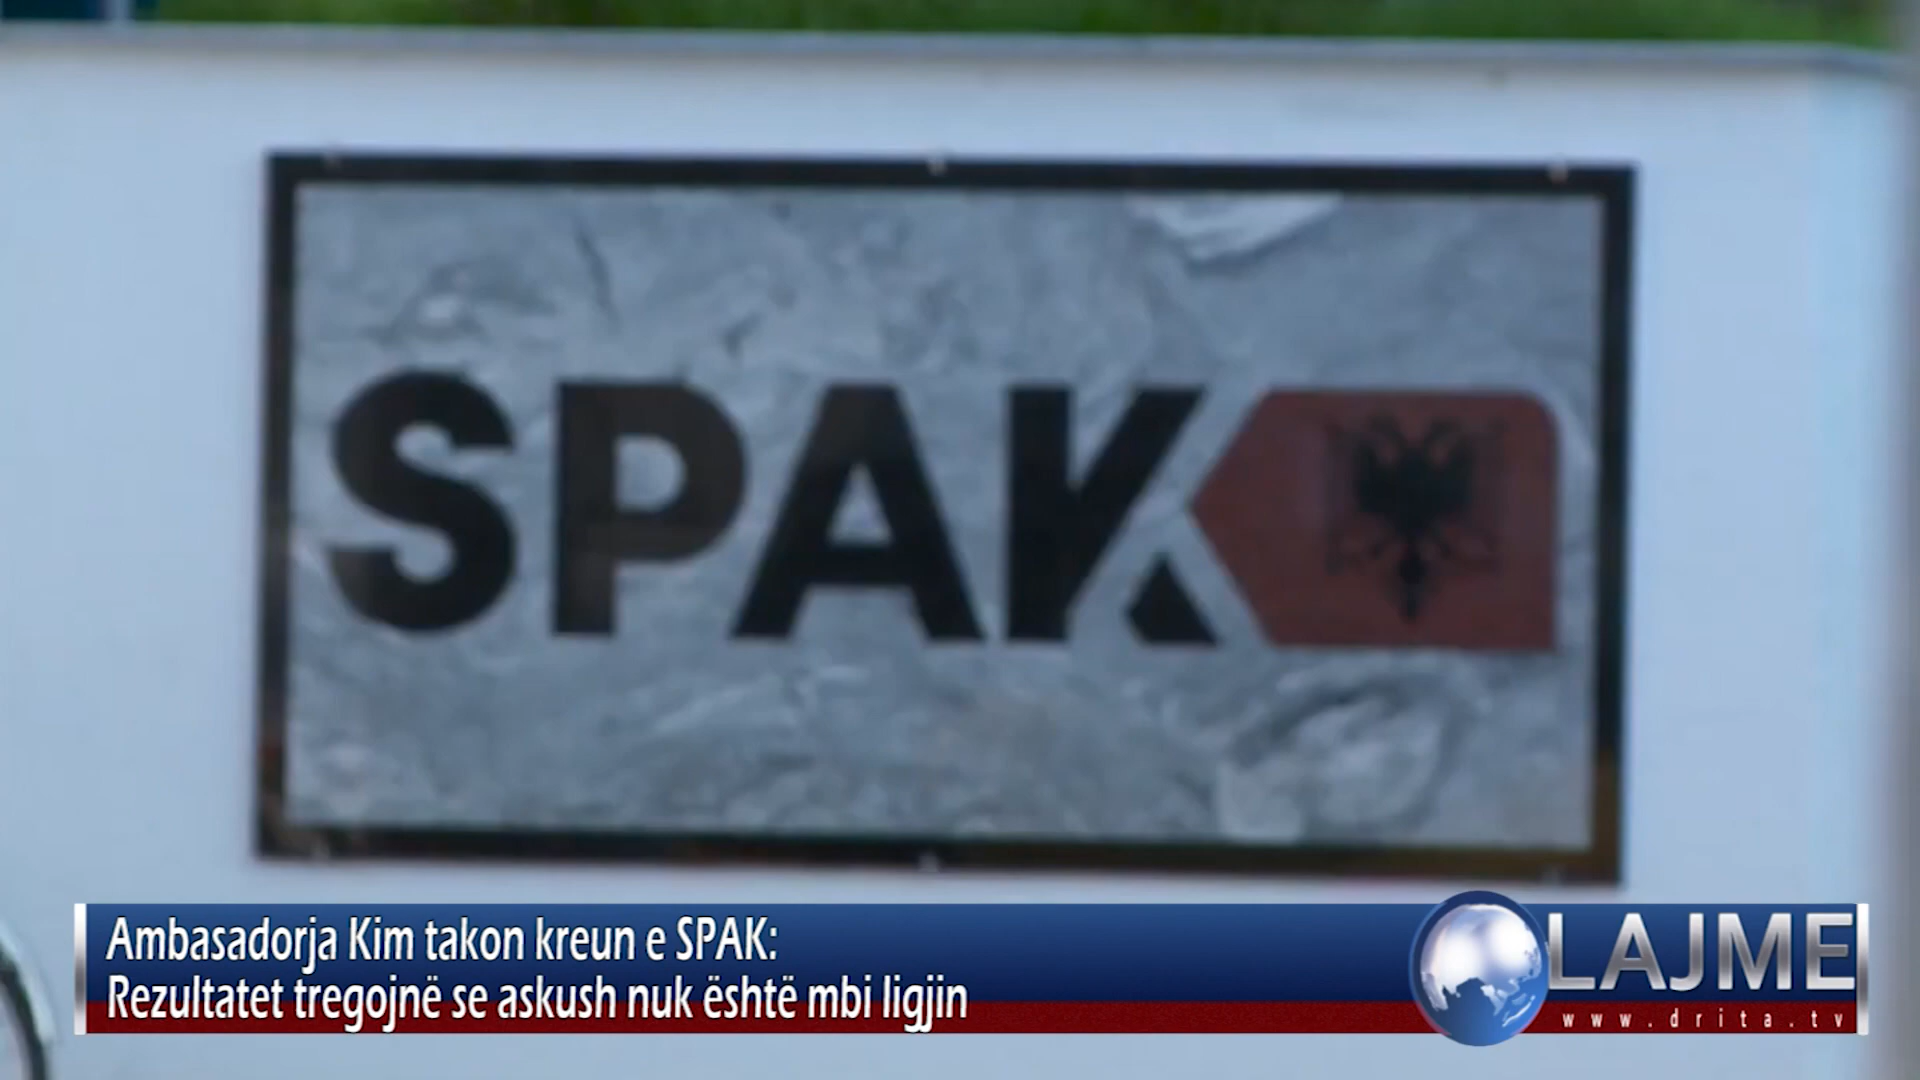 SPAK
Ambasadorja Kim takon kreun e SPAK:
Rezultatet tregojnë se askush nuk është mbi ligjin
LAJME
www.drita.tv